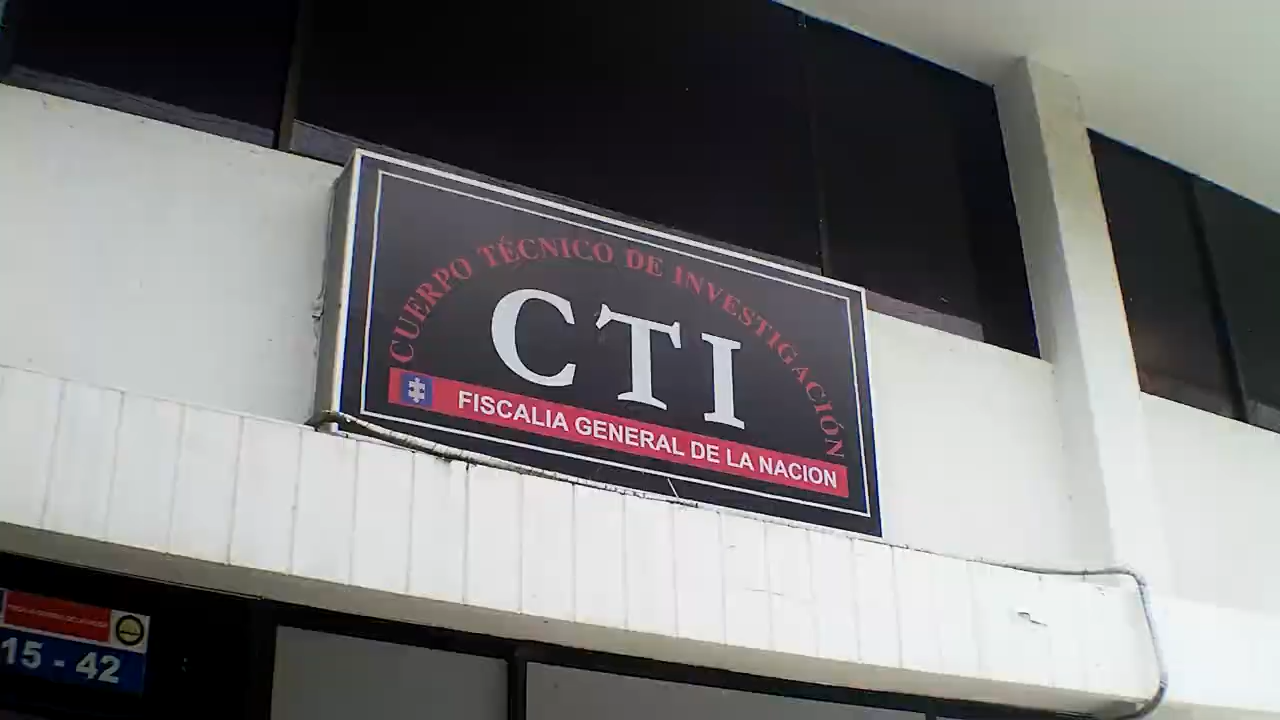 CUERPO TÉCNICO DE INVESTIGACIÓN
CTI
FISCALIA GENERAL DE LA NACION
15 - 42